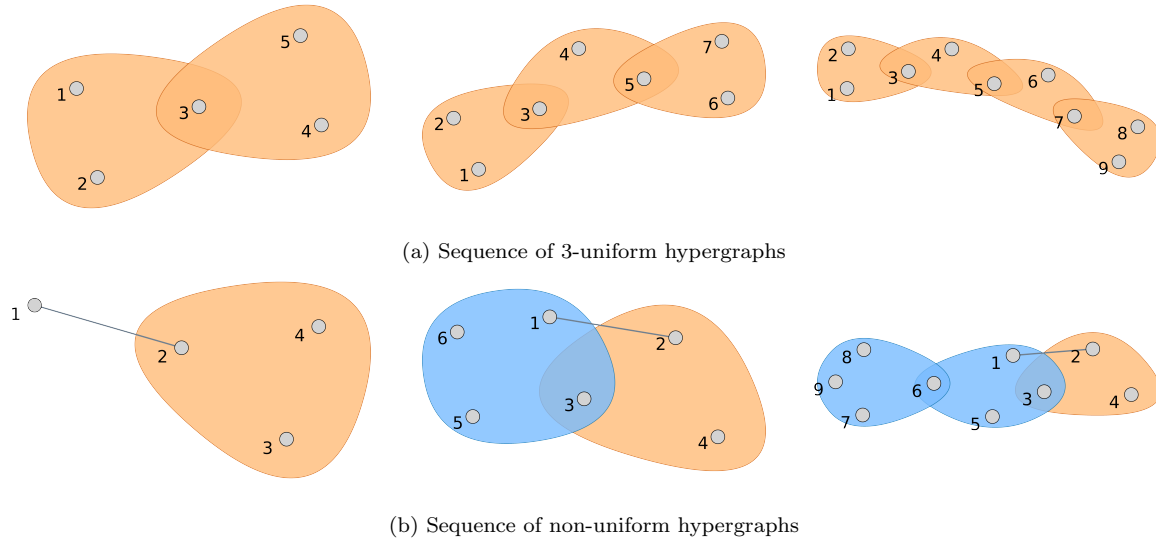 1 2 3 4 5
1 2 3 4 5 6 7
1 2 3 4 5 6 7 8 9
(a) Sequence of 3-uniform hypergraphs
1 2 3 4
1 2 3 4 5 6
1 2 3 4 5 6 7 8 9
(b) Sequence of non-uniform hypergraphs